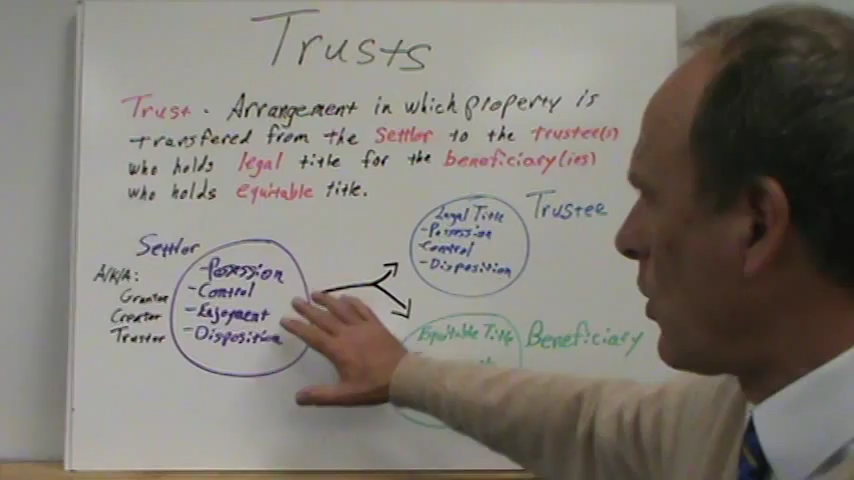 Trusts
Trust - Arrangement in which property is
transfered from the Settlor to the trustee(s)
who holds legal title for the beneficiary(ies)
who holds equitable title.
Settlor
A/K/A:
Grantor
Creator
Trustor
-Posession
-Control
-Enjoyment
-Disposition
Legal Title
-Possession
-Control
-Disposition
Trustee
Equitable Title
Beneficiary